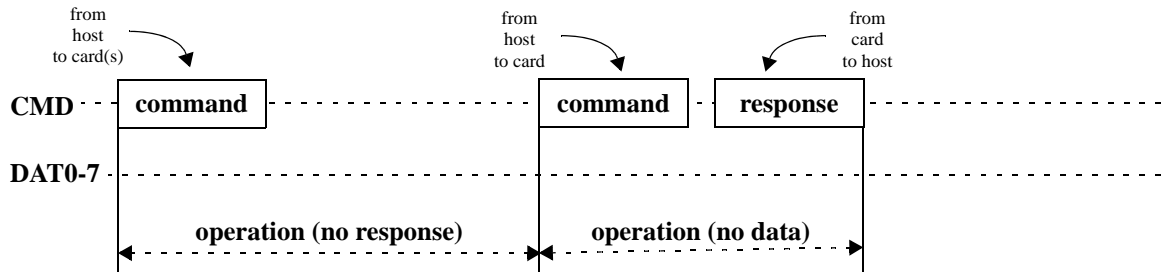 from
host
to card(s)
from
host
to card
from
card
to host
CMD
command
command
response
DAT0-7
operation (no response)
operation (no data)